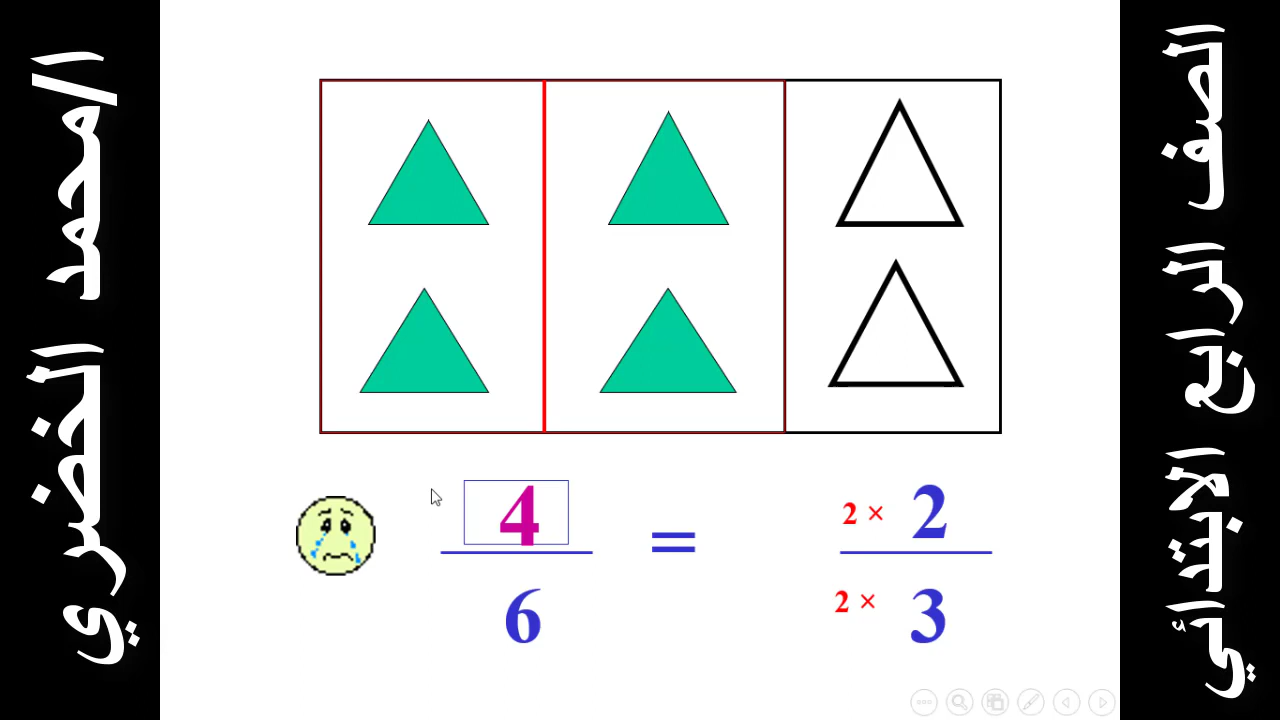 الصف الرابع الابتدائي
ا/محمد الخضري
4 = 2 × 2
6 2 × 3